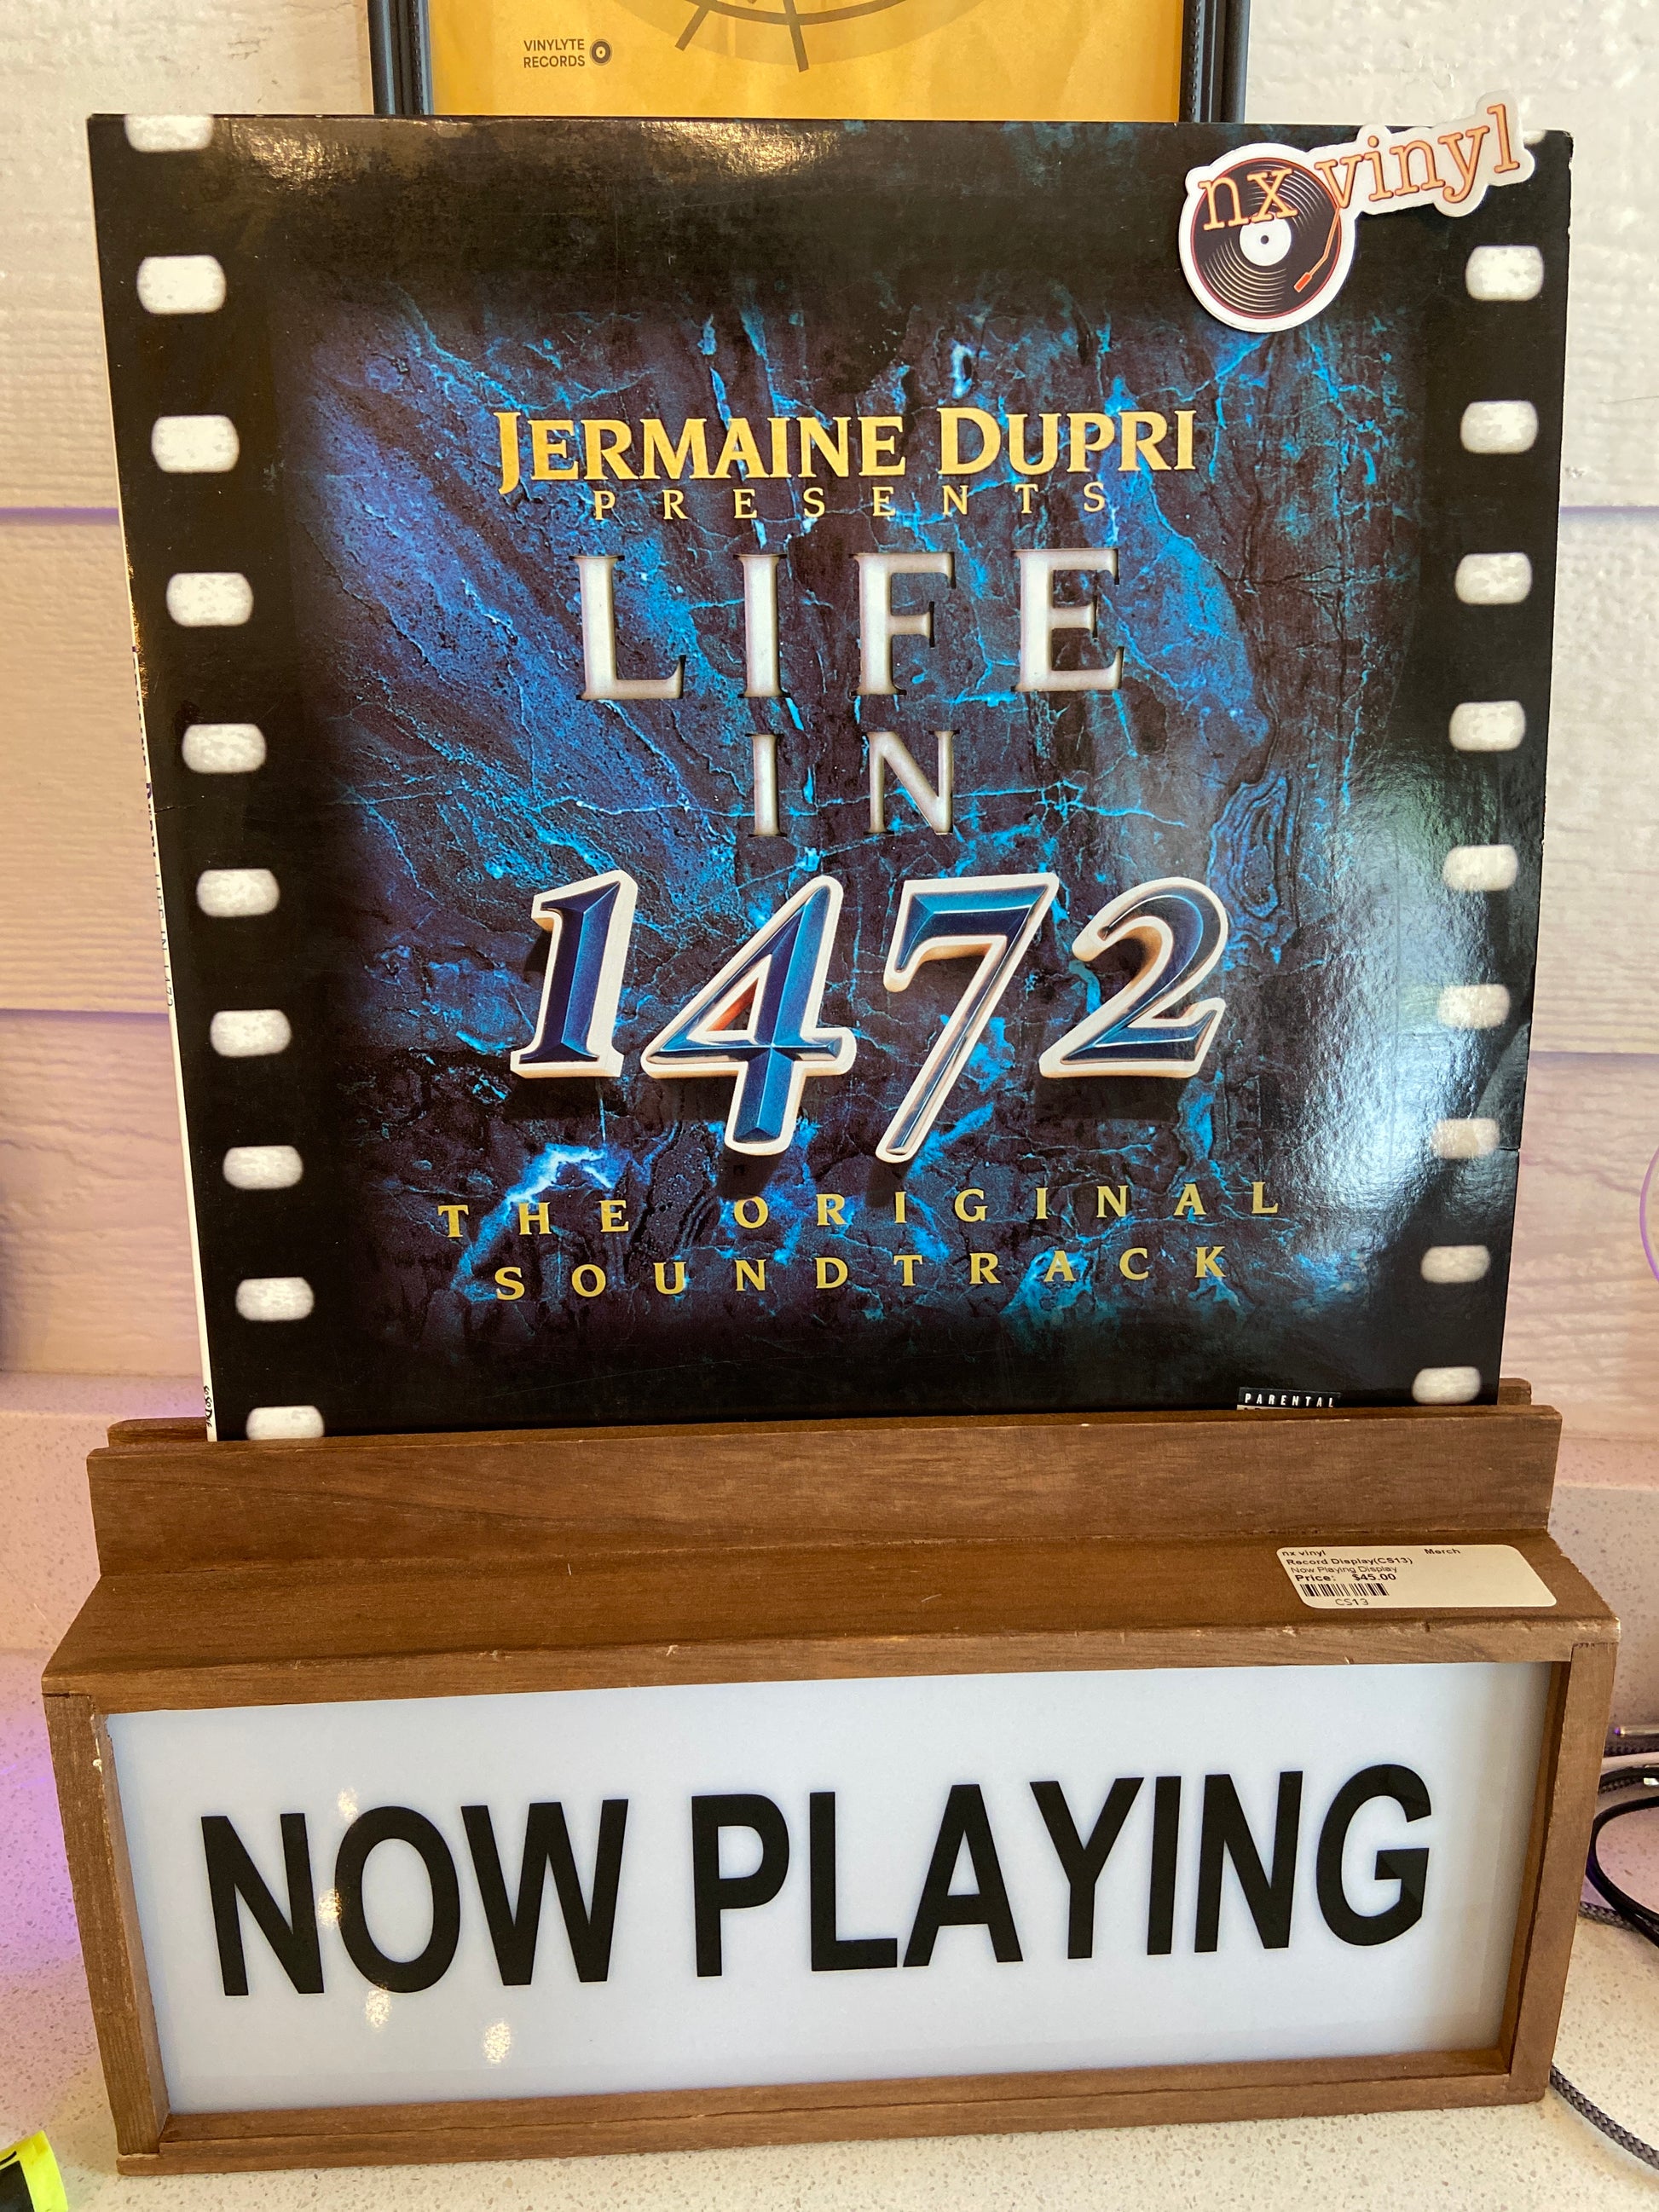 VINYLYTE
RECORDS
nx vinyl
JERMAINE DUPRI
PRESENTS
LIFE
IN
1472
THE ORIGINAL
SOUNDTRACK
PARENTAL
nx vinyl Merch
Record Display(CS13)
Now Playing Display
Price: $45.00
CS13
NOW PLAYING